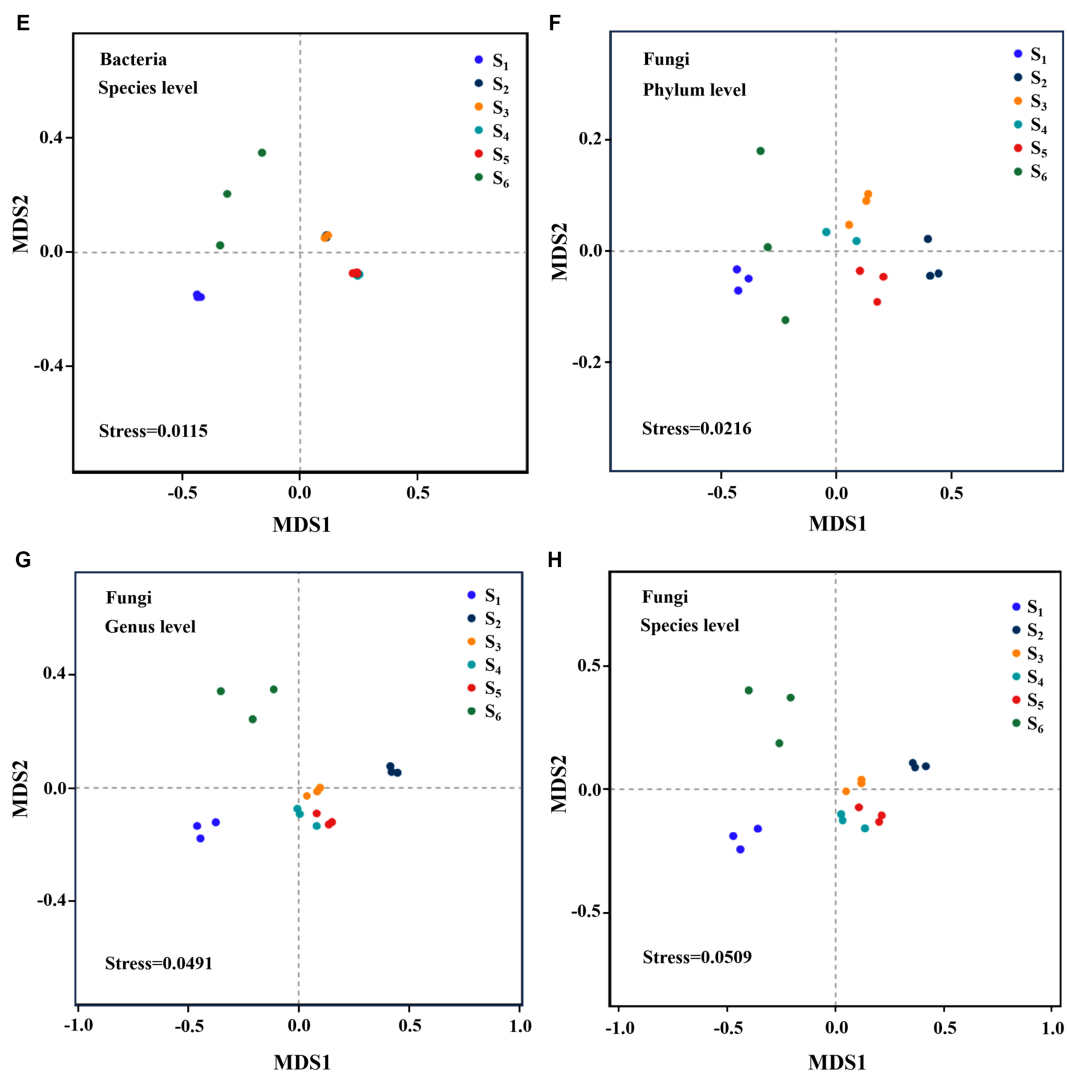 E
Bacteria
Species level
S1
S2
S3
S4
S5
S6
0.4
0.0
-0.4
MDS2
Stress=0.0115
-0.5
0.0
0.5
MDS1
F
Fungi
Phylum level
S1
S2
S3
S4
S5
S6
0.2
0.0
-0.2
MDS2
Stress=0.0216
-0.5
0.0
0.5
MDS1
G
Fungi
Genus level
S1
S2
S3
S4
S5
S6
0.4
0.0
-0.4
MDS2
Stress=0.0491
-1.0
-0.5
0.0
0.5
1.0
MDS1
H
Fungi
Species level
S1
S2
S3
S4
S5
S6
0.5
0.0
-0.5
MDS2
Stress=0.0509
-1.0
-0.5
0.0
0.5
1.0
MDS1